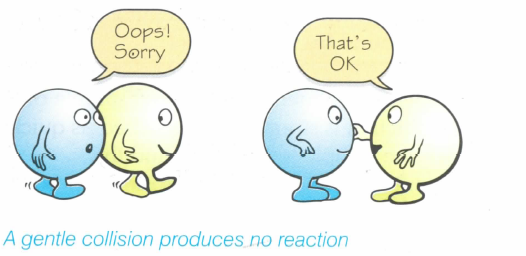 Oops!
Sorry
That's
OK
A gentle collision produces no reaction